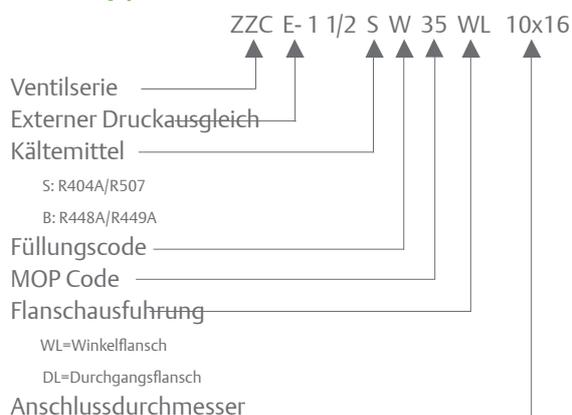 ZZC E- 1 1/2 S W 35 WL 10x16
Ventilserie
Externer Druckausgleich
Kältemittel
S: R404A/R507
B: R448A/R449A
Füllungscode
MOP Code
Flanschausfuhrung
WL=Winkelflansch
DL=Durchgangsflansch
Anschlussdurchmesser